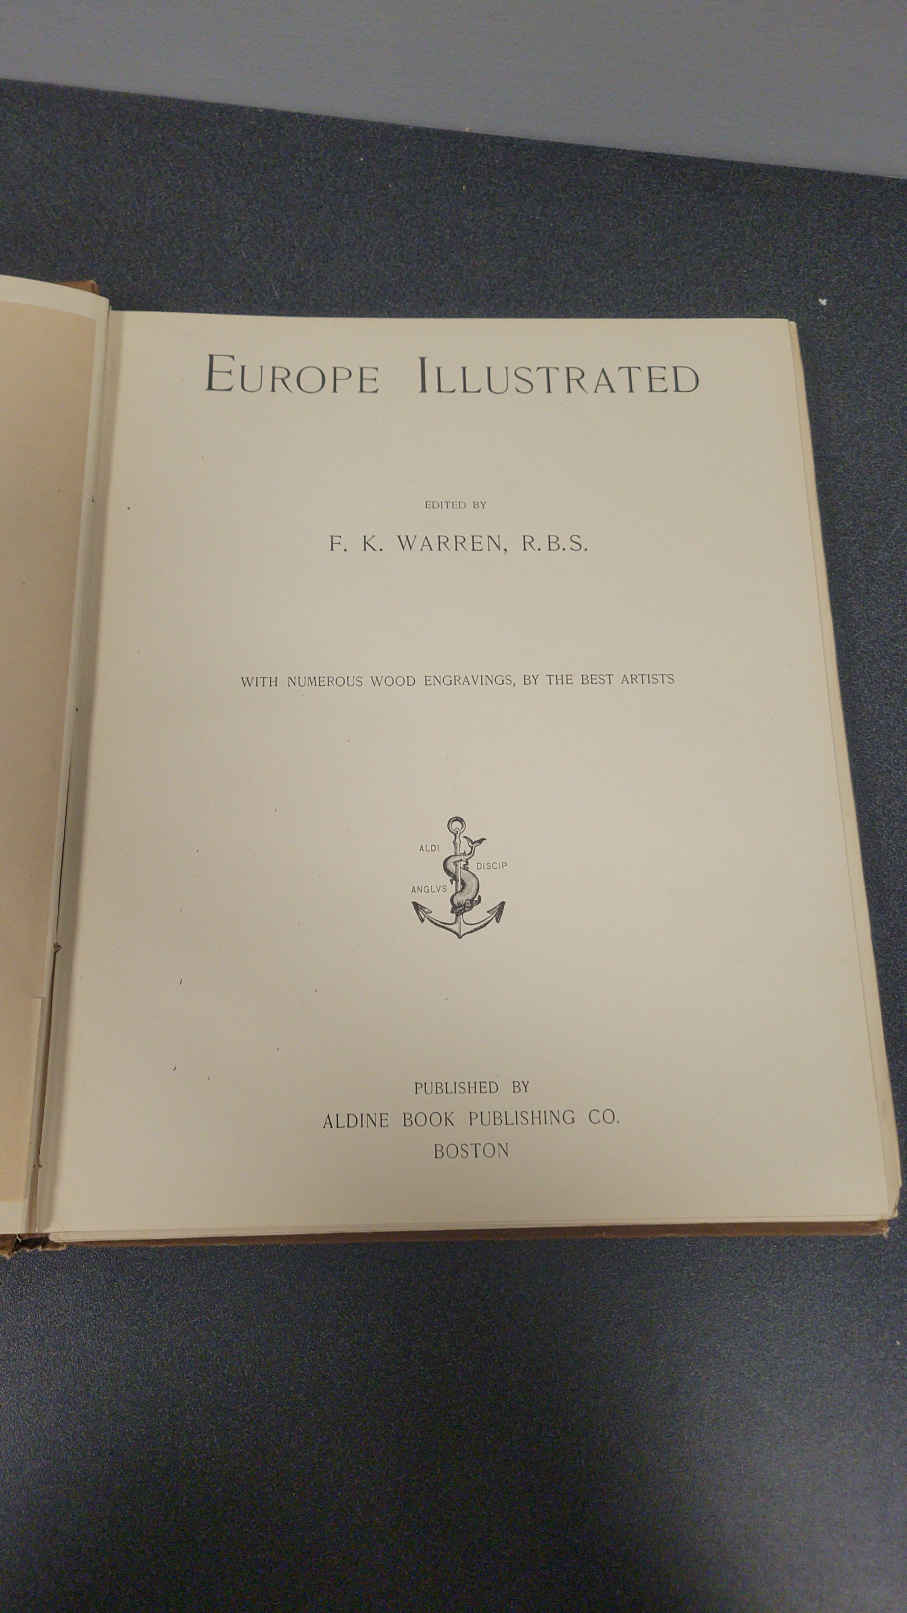 EUROPE ILLUSTRATED
EDITED BY
F. K. WARREN, R.B.S.
WITH NUMEROUS WOOD ENGRAVINGS, BY THE BEST ARTISTS
ALDI
DISCIP
ANGLVS
PUBLISHED BY
ALDINE BOOK PUBLISHING CO.
BOSTON